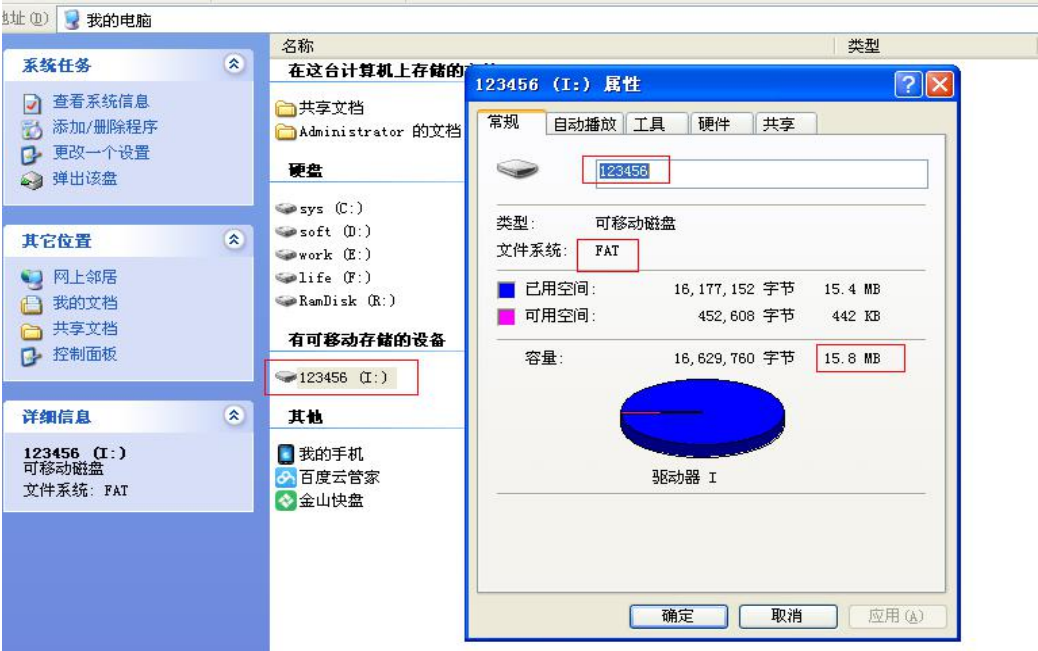 址(D) 我的电脑
名称 类型
系统任务
查看系统信息
添加/删除程序
更改一个设置
弹出该盘
其它位置
网上邻居
我的文档
共享文档
控制面板
详细信息
123456 (I:)
可移动磁盘
文件系统: FAT
在这台计算机上存储的
共享文档
Administrator 的文档
硬盘
sys (C:)
soft (D:)
work (E:)
life (F:)
RamDisk (R:)
有可移动存储的设备
123456 (I:)
其他
我的手机
百度云管家
金山快盘
123456 (I:) 属性
常规 自动播放 工具 硬件 共享
123456
类型: 可移动磁盘
文件系统: FAT
已用空间: 16,177,152 字节 15.4 MB
可用空间: 452,608 字节 442 KB
容量: 16,629,760 字节 15.8 MB
驱动器 I
确定 取消 应用(A)